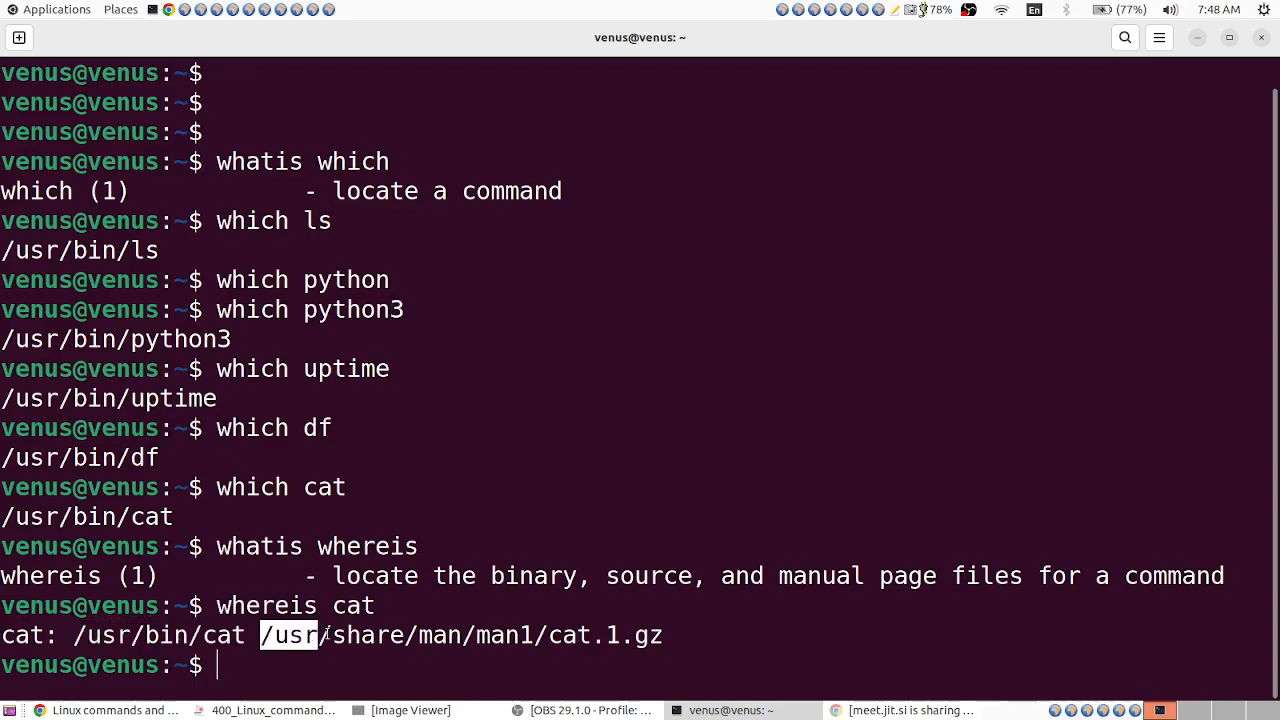 Applications Places 78% En (77%) 7:48 AM
venus@venus: ~
venus@venus:~$
venus@venus:~$
venus@venus:~$
venus@venus:~$ whatis which
which (1)            - locate a command
venus@venus:~$ which ls
/usr/bin/ls
venus@venus:~$ which python
venus@venus:~$ which python3
/usr/bin/python3
venus@venus:~$ which uptime
/usr/bin/uptime
venus@venus:~$ which df
/usr/bin/df
venus@venus:~$ which cat
/usr/bin/cat
venus@venus:~$ whatis whereis
whereis (1)          - locate the binary, source, and manual page files for a command
venus@venus:~$ whereis cat
cat: /usr/bin/cat /usr/share/man/man1/cat.1.gz
venus@venus:~$
Linux commands and ... 400_Linux_command... [Image Viewer] [OBS 29.1.0 - Profile:... venus@venus: ~ [meet.jit.si is sharing ...